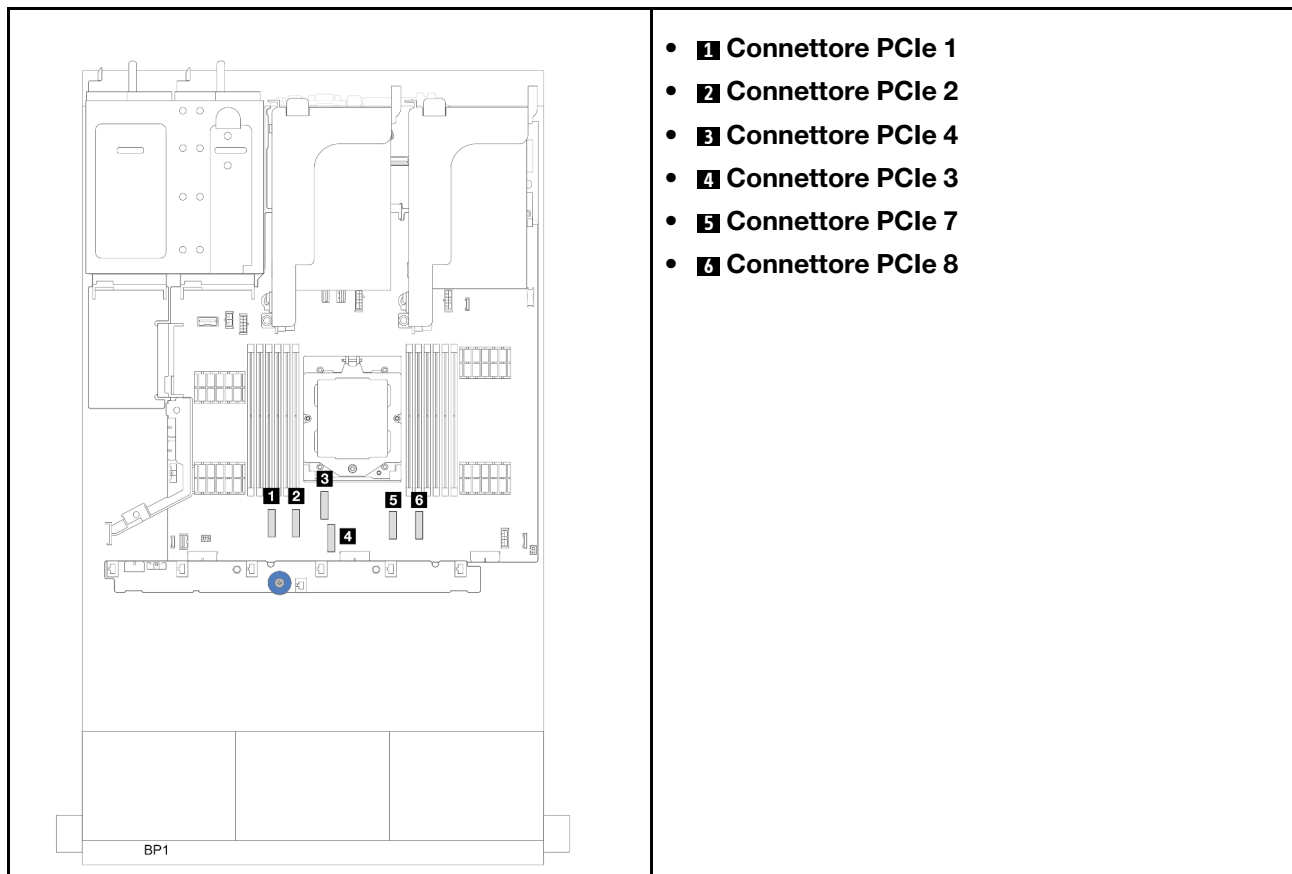 1
2
3
4
5
6
BP1
• 1 Connettore PCIe 1
• 2 Connettore PCIe 2
• 3 Connettore PCIe 4
• 4 Connettore PCIe 3
• 5 Connettore PCIe 7
• 6 Connettore PCIe 8